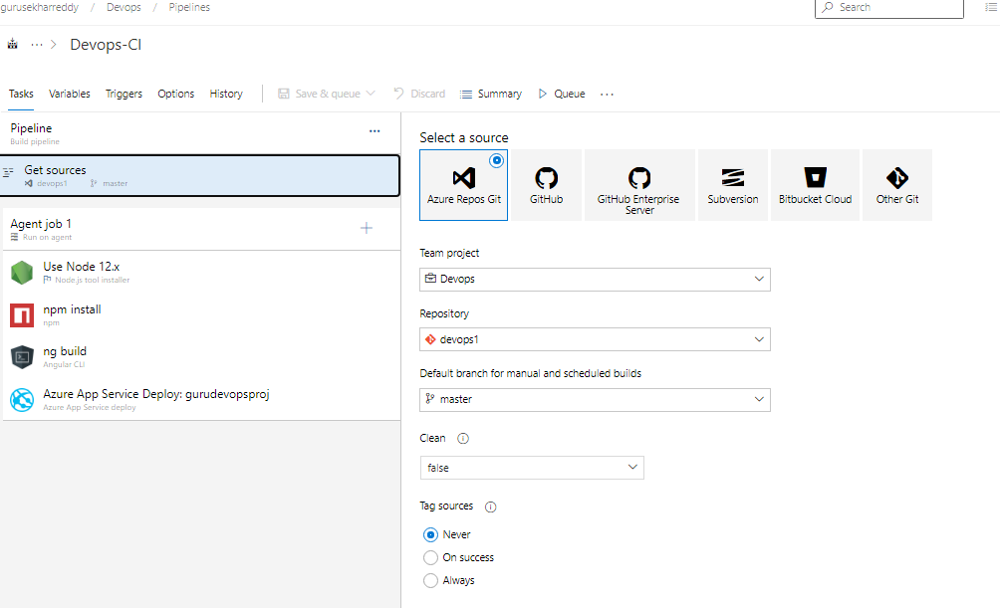 gurusekharreddy / Devops / Pipelines
Search
··· > Devops-CI
Tasks Variables Triggers Options History Save & queue Discard Summary Queue ···
Pipeline ···
Build pipeline
Get sources
devops1 master
Agent job 1 +
Run on agent
Use Node 12.x
Node.js tool installer
npm install
npm
ng build
Angular CLI
Azure App Service Deploy: gurudevopsproj
Azure App Service deploy
Select a source
Azure Repos Git
GitHub
GitHub Enterprise
Server
Subversion
Bitbucket Cloud
Other Git
Team project
Devops
Repository
devops1
Default branch for manual and scheduled builds
master
Clean
false
Tag sources
Never
On success
Always